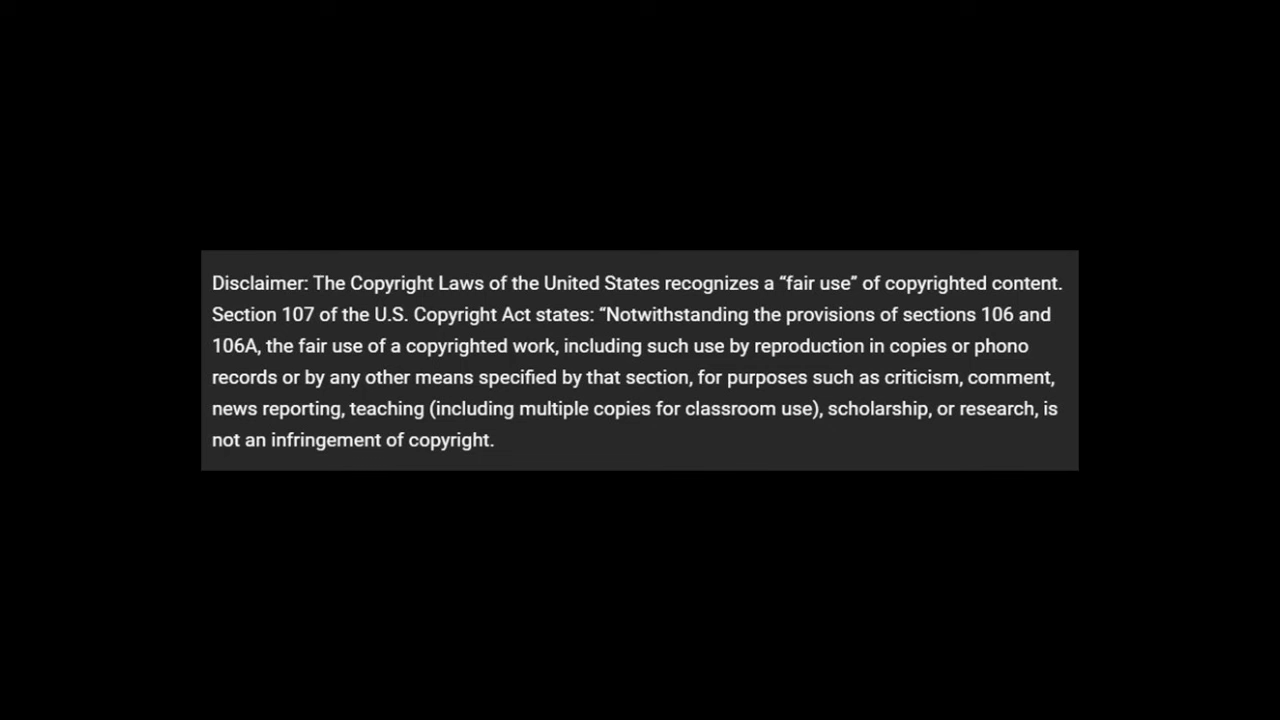 Disclaimer: The Copyright Laws of the United States recognizes a “fair use” of copyrighted content.
Section 107 of the U.S. Copyright Act states: “Notwithstanding the provisions of sections 106 and
106A, the fair use of a copyrighted work, including such use by reproduction in copies or phono
records or by any other means specified by that section, for purposes such as criticism, comment,
news reporting, teaching (including multiple copies for classroom use), scholarship, or research, is
not an infringement of copyright.